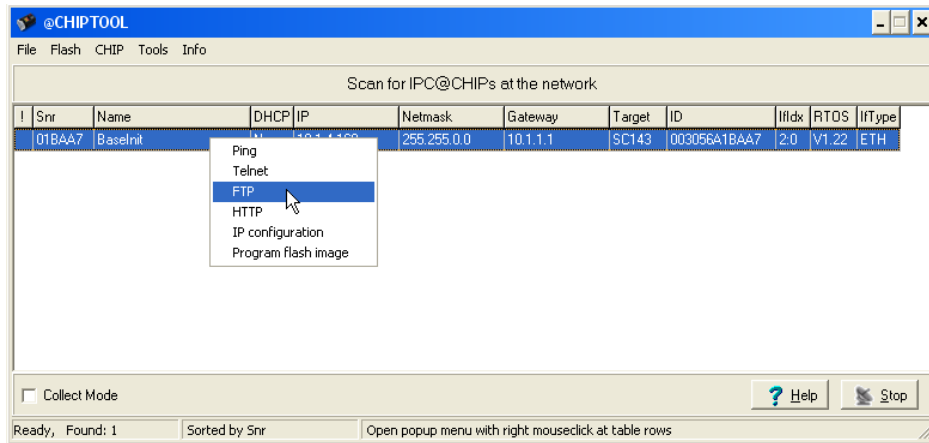 @CHIPTOOL
File Flash CHIP Tools Info
Scan for IPC@CHIPs at the network
! Snr Name DHCP IP Netmask Gateway Target ID IfIdx RTOS IfType
01BAA7 BaseInit 255.255.0.0 10.1.1.1 SC143 003056A1BAA7 2:0 V1.22 ETH
Ping
Telnet
FTP
HTTP
IP configuration
Program flash image
Collect Mode
? Help
Stop
Ready, Found: 1 Sorted by Snr Open popup menu with right mouseclick at table rows